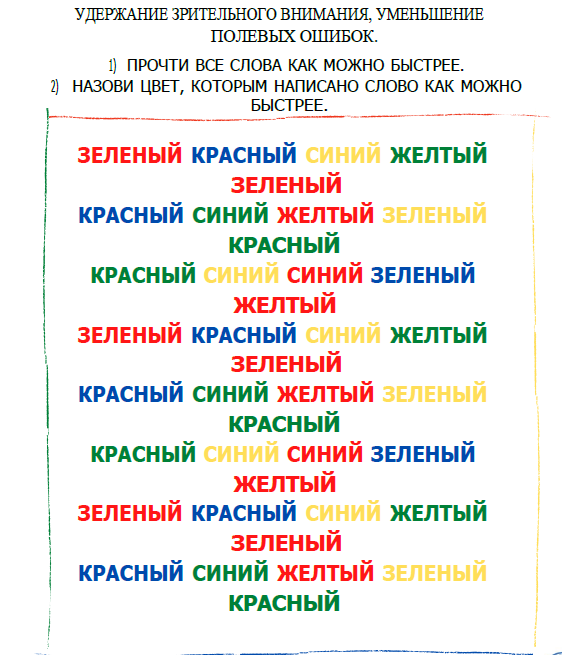 УДЕРЖАНИЕ ЗРИТЕЛЬНОГО ВНИМАНИЯ, УМЕНЬШЕНИЕ
ПОЛЕВЫХ ОШИБОК.
1) ПРОЧТИ ВСЕ СЛОВА КАК МОЖНО БЫСТРЕЕ.
2) НАЗОВИ ЦВЕТ, КОТОРЫМ НАПИСАНО СЛОВО КАК МОЖНО
БЫСТРЕЕ.
ЗЕЛЕНЫЙ КРАСНЫЙ СИНИЙ ЖЕЛТЫЙ
ЗЕЛЕНЫЙ
КРАСНЫЙ СИНИЙ ЖЕЛТЫЙ ЗЕЛЕНЫЙ
КРАСНЫЙ
КРАСНЫЙ СИНИЙ СИНИЙ ЗЕЛЕНЫЙ
ЖЕЛТЫЙ
ЗЕЛЕНЫЙ КРАСНЫЙ СИНИЙ ЖЕЛТЫЙ
ЗЕЛЕНЫЙ
КРАСНЫЙ СИНИЙ ЖЕЛТЫЙ ЗЕЛЕНЫЙ
КРАСНЫЙ
КРАСНЫЙ СИНИЙ СИНИЙ ЗЕЛЕНЫЙ
ЖЕЛТЫЙ
ЗЕЛЕНЫЙ КРАСНЫЙ СИНИЙ ЖЕЛТЫЙ
ЗЕЛЕНЫЙ
КРАСНЫЙ СИНИЙ ЖЕЛТЫЙ ЗЕЛЕНЫЙ
КРАСНЫЙ